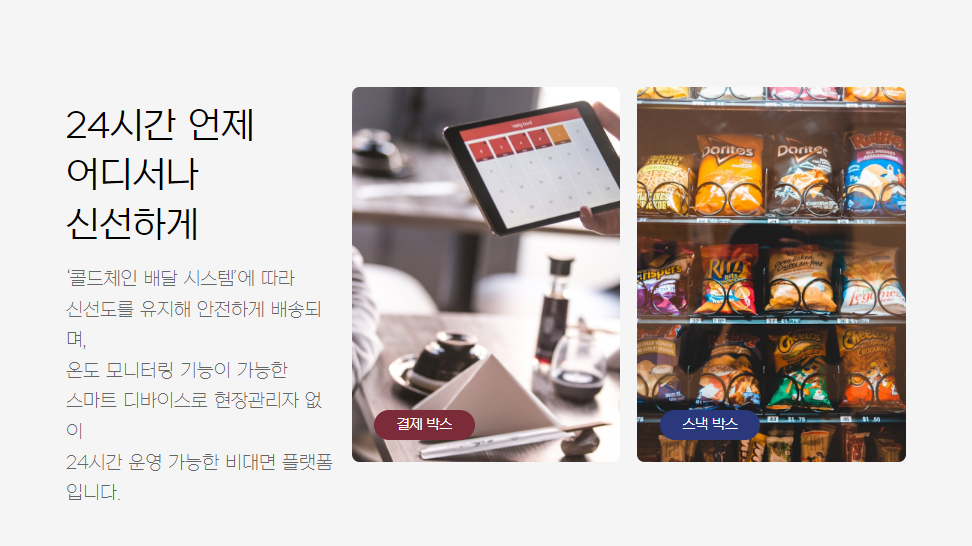 24시간 언제
어디서나
신선하게
‘콜드체인 배달 시스템’에 따라
신선도를 유지해 안전하게 배송되
며,
온도 모니터링 기능이 가능한
스마트 디바이스로 현장관리자 없
이
24시간 운영 가능한 비대면 플랫폼
입니다.
결제 박스
스낵 박스
Doritos
Doritos
Ruffles
Crispers
RITZ
Cheetos